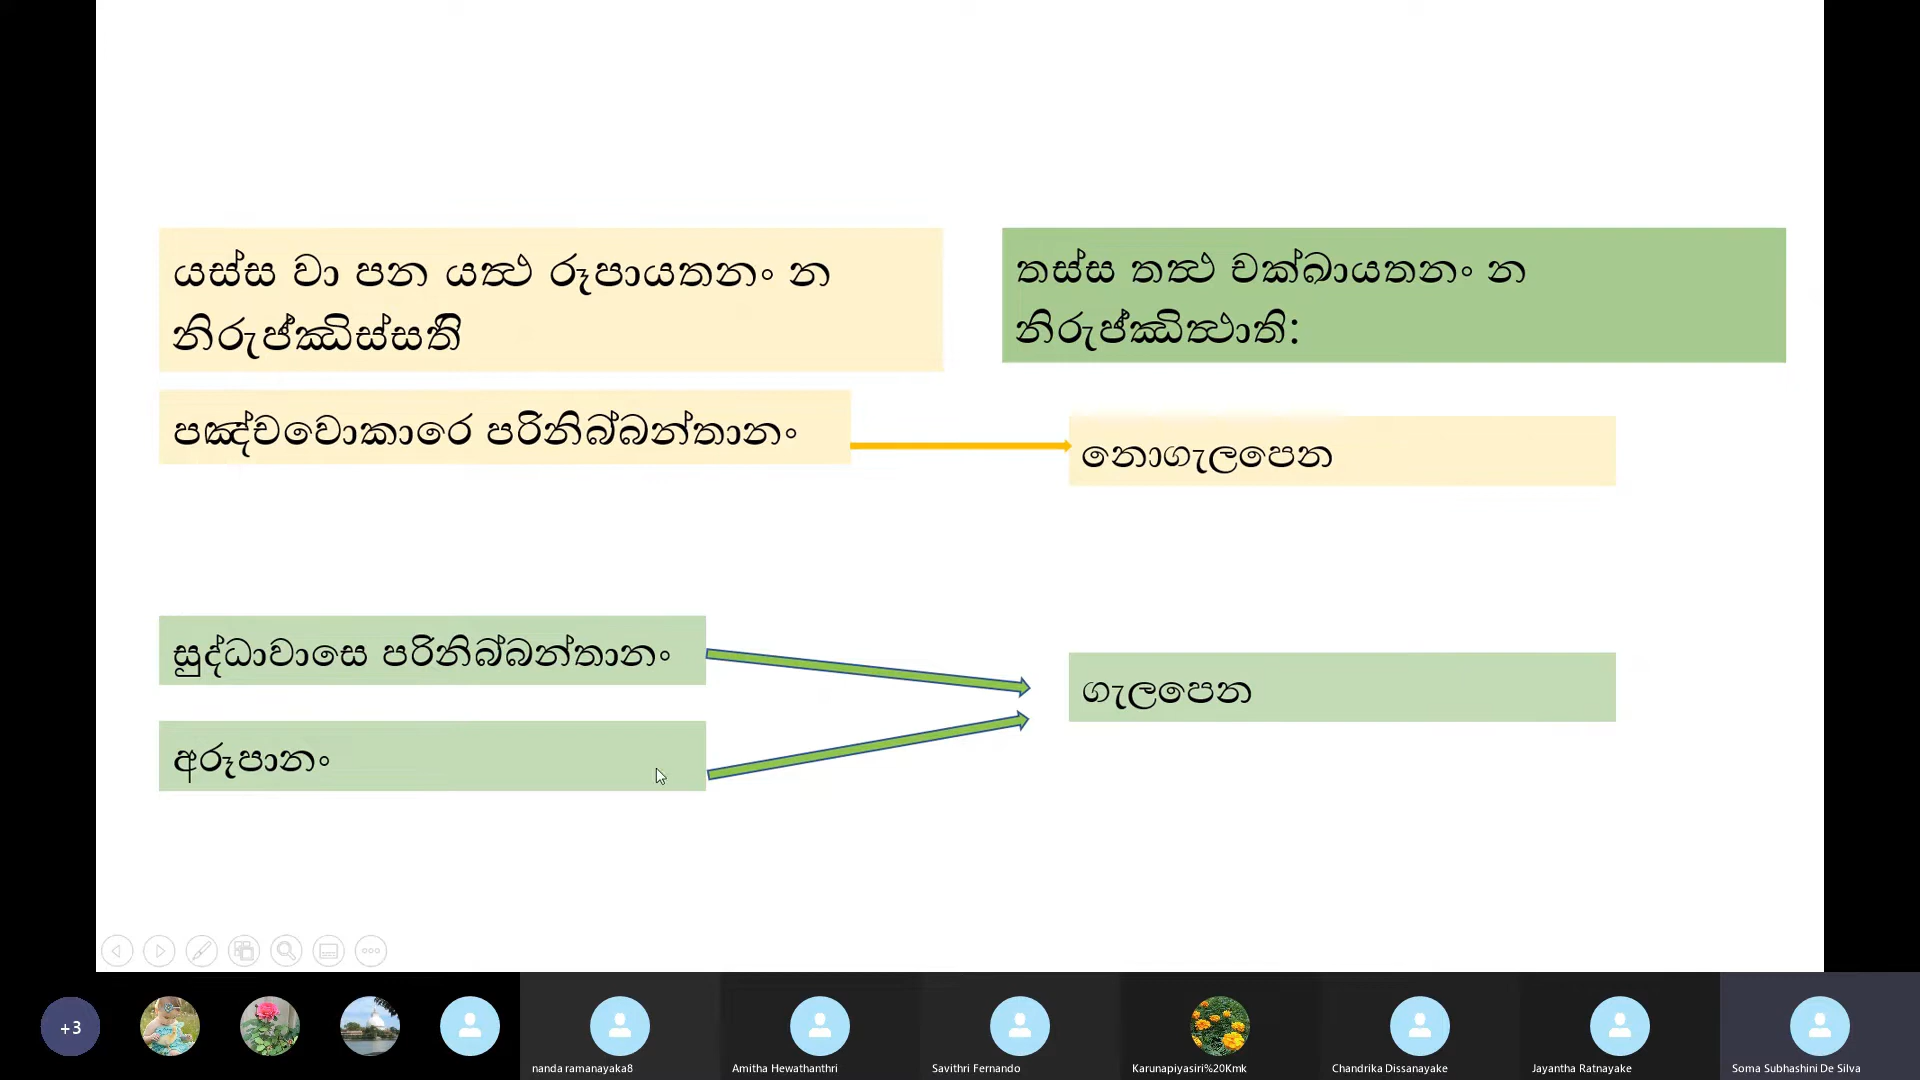 යස්ස වා පන යත්‍ථ රූපායතනං න
නිරුජ්ඣිස්සති
තස්ස තත්‍ථ චක්ඛායතනං න
නිරුජ්ඣිත්‍ථාති:
පඤ්චවොකාරෙ පරිනිබ්බන්තානං
නොගැලපෙන
සුද්ධාවාසෙ පරිනිබ්බන්තානං
ගැලපෙන
අරූපානං
+3
nanda ramanayaka8
Amitha Hewathanthri
Savithri Fernando
Karunapiyasiri%20Kmk
Chandrika Dissanayake
Jayantha Ratnayake
Soma Subhashini De Silva